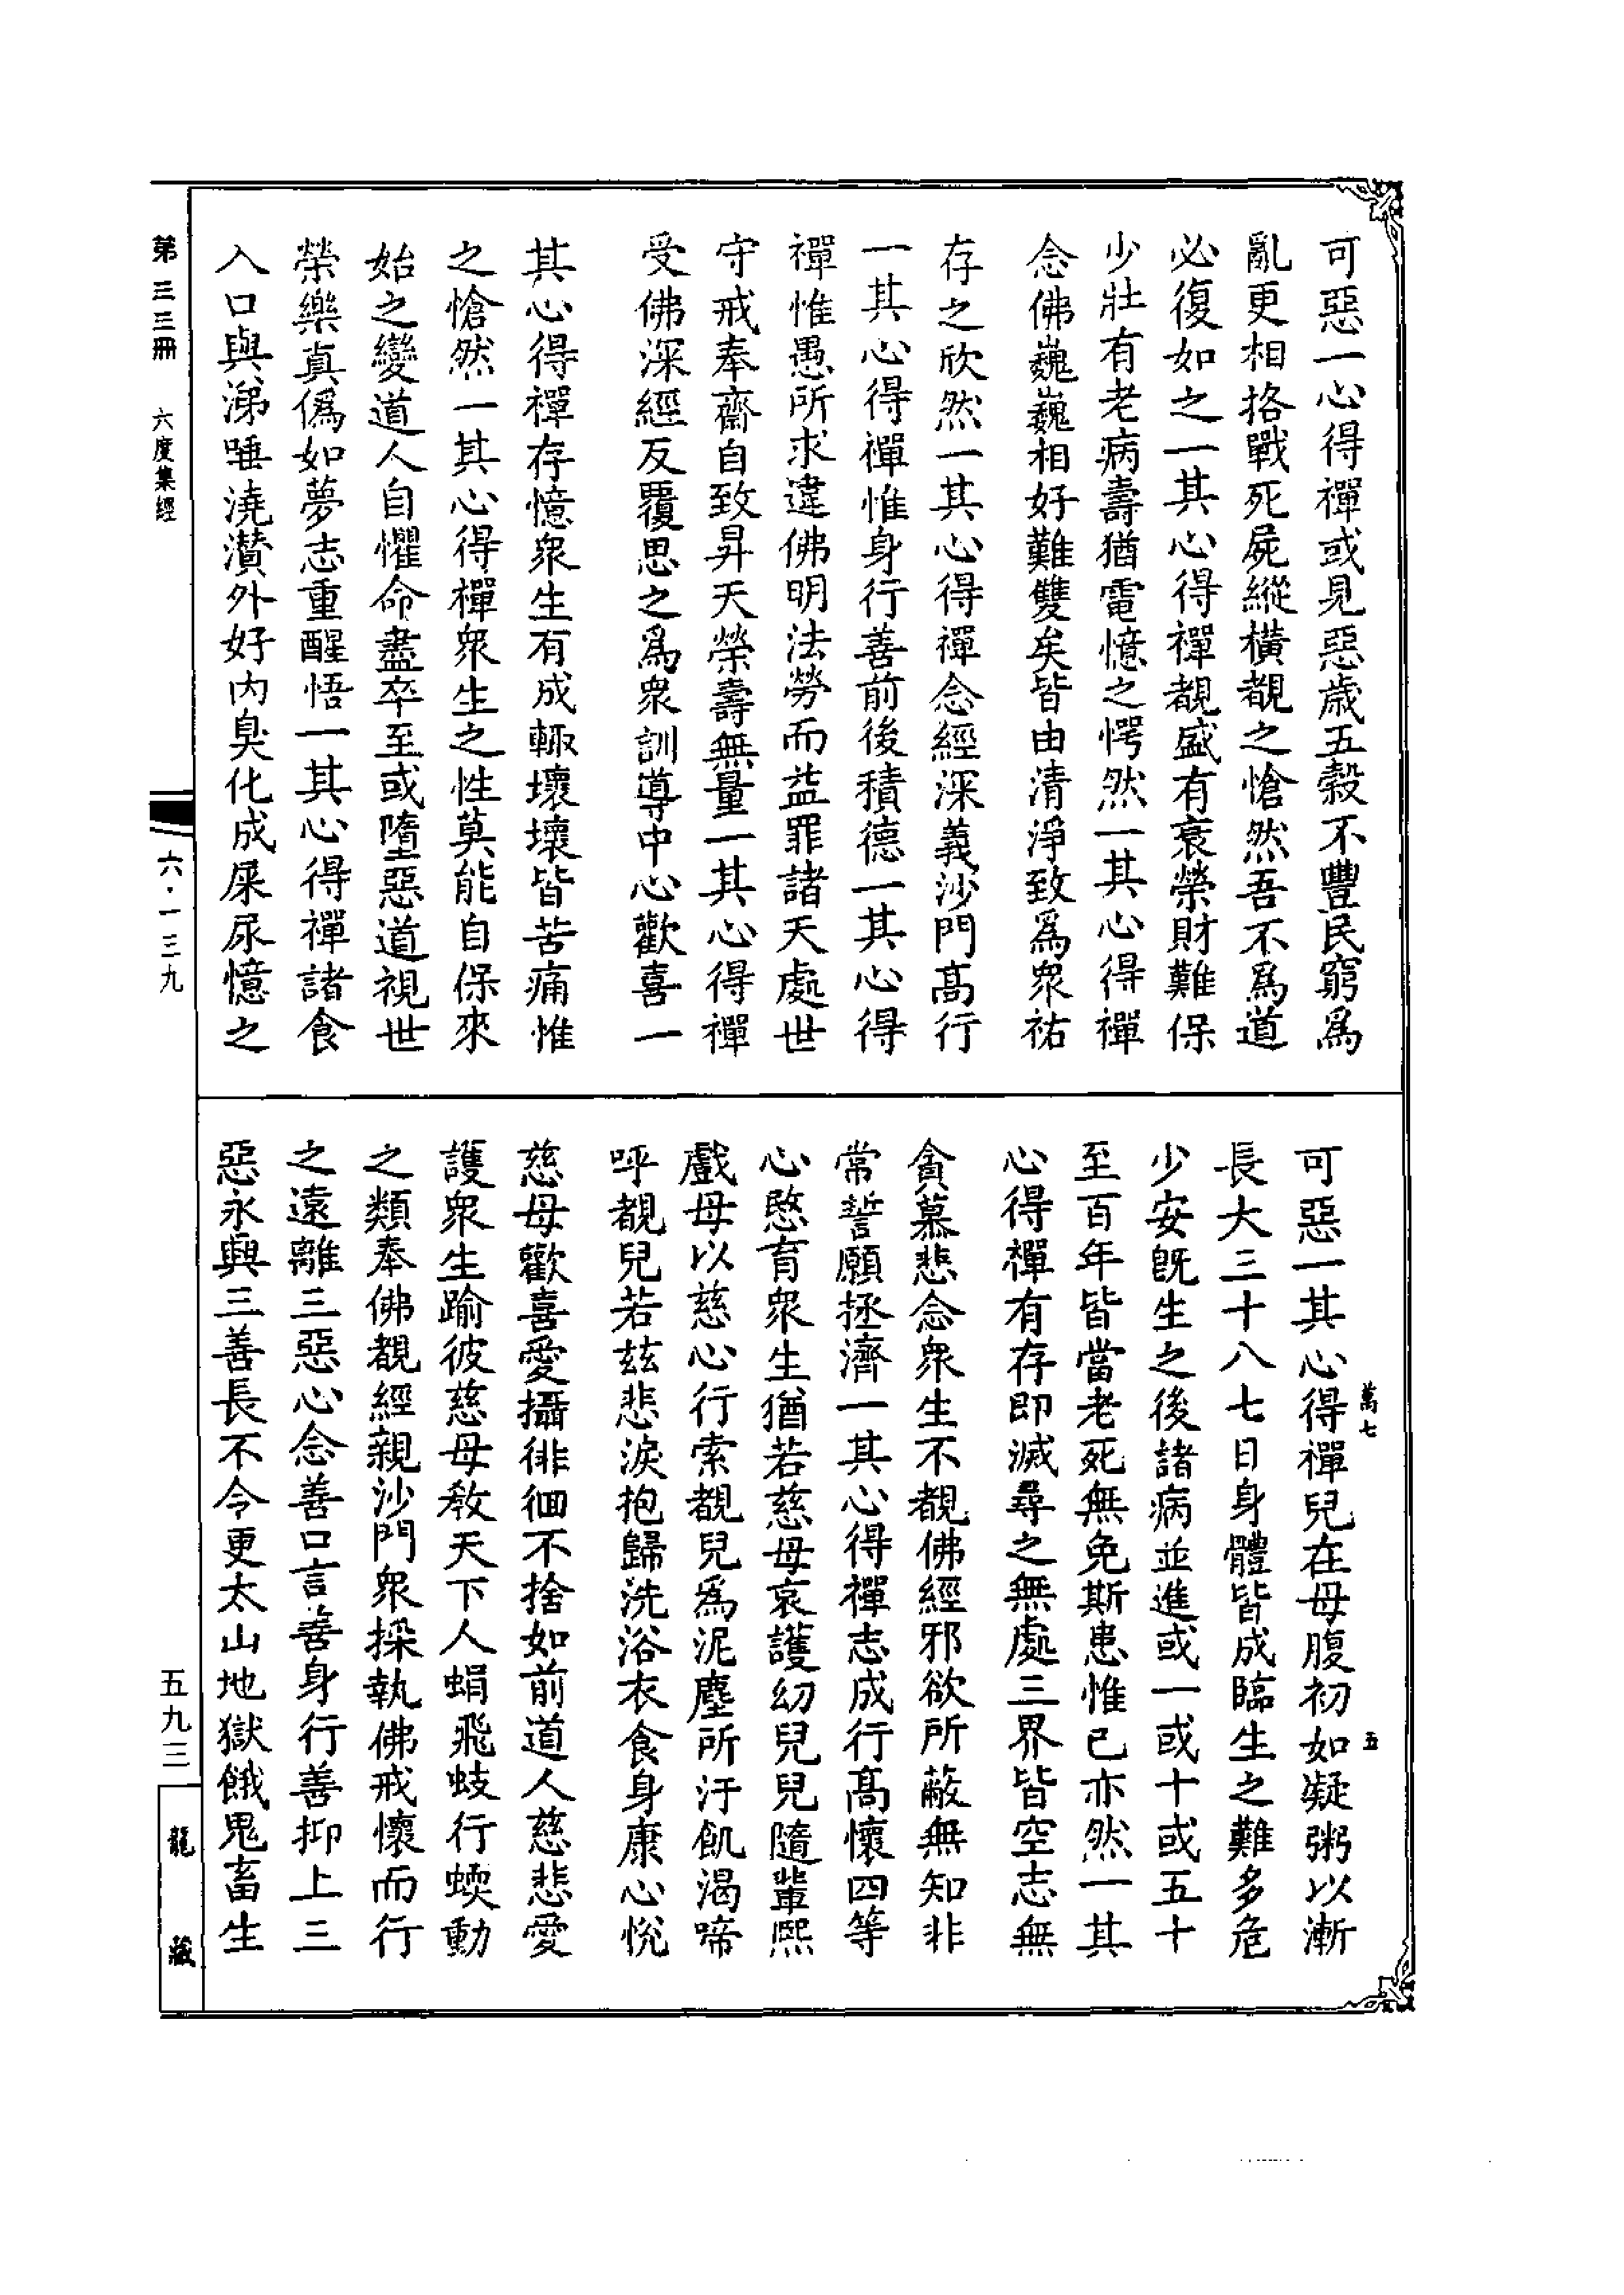 可惡一心得禪或見惡歲五穀不豐民窮爲
亂更相挌戰死屍縱橫覩之愴然吾不爲道
必復如之一其心得禪覩盛有衰榮財難保
少壯有老病壽猶電憶之愕然一其心得禪
念佛巍巍相好難雙矣皆由清淨致爲衆祐
存之欣然一其心得禪念經深義沙門高行
一其心得禪惟身行善前後積德一其心得
禪惟愚所求違佛明法勞而益罪諸天處世
守戒奉齋自致昇天榮壽無量一其心得禪
受佛深經反覆思之爲衆訓導中心歡喜一
其心得禪存憶衆生有成輙壞壞皆苦痛惟
之愴然一其心得禪衆生之性莫能自保來
始之變道人自懼命盡卒至或墮惡道視世
榮樂真僞如夢志重醒悟一其心得禪諸食
入口與涕唾澆灒外好内臭化成屎尿憶之
可惡一其心得禪兒在母腹初如凝粥以漸
長大三十八七日身體皆成臨生之難多危
少安旣生之後諸病並進或一或十或五十
至百年皆當老死無免斯患惟已亦然一其
心得禪有存即滅尋之無處三界皆空志無
貪慕悲念衆生不覩佛經邪欲所蔽無知非
常誓願拯濟一其心得禪志成行高懷四等
心愍育衆生猶若慈母哀護幼兒兒隨輩熙
戲母以慈心行索覩兒爲泥塵所汙飢渴啼
呼覩兒若兹悲淚抱歸洗浴衣食身康心悅
慈母歡喜愛攝徘徊不捨如前道人慈悲愛
護衆生踰彼慈母敎天下人蜎飛蚑行蝡動
之類奉佛覩經親沙門衆採執佛戒懷而行
之遠離三惡心念善口言善身行善抑上三
惡永與三善長不令更太山地獄餓鬼畜生
萬七
五
第三三冊
六度集經
六·一三九
五九三
龍藏